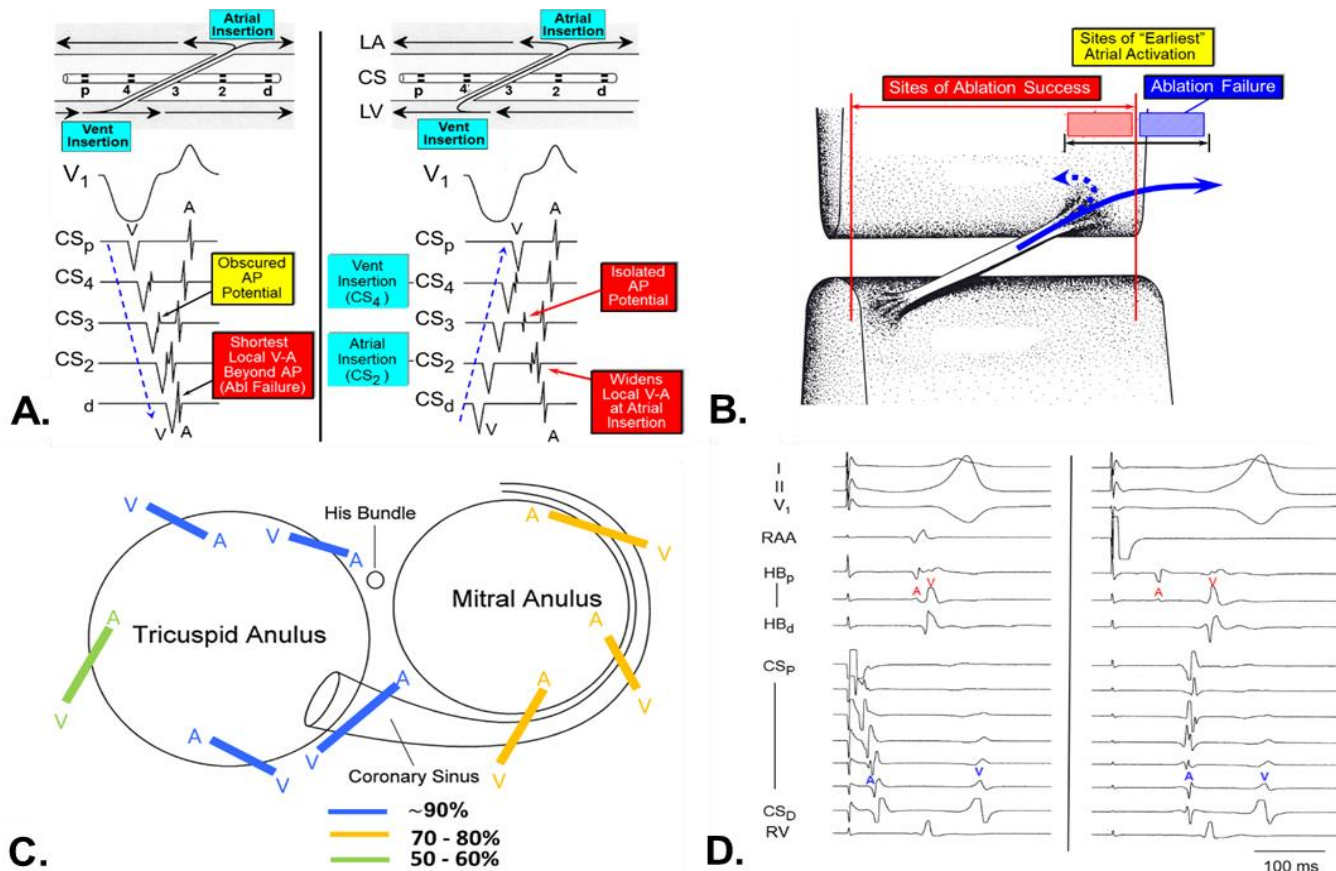 Atrial
Insertion
p
4
3
2
d
Vent
Insertion
V1
V
A
CSp
CS4
Obscured
AP
Potential
CS3
CS2
Shortest
Local V-A
Beyond AP
(Abl Failure)
d
V
A
A.
LA
CS
LV
Atrial
Insertion
p
4
3
2
d
Vent
Insertion
V1
V
A
CSp
Vent
Insertion
(CS4)
CS4
Isolated
AP
Potential
CS3
Atrial
Insertion
(CS2)
CS2
CSd
Widens
Local V-A
at Atrial
Insertion
V
A
Sites of “Earliest”
Atrial Activation
Sites of Ablation Success
Ablation Failure
B.
V
A
V
A
His Bundle
A
V
Tricuspid Anulus
Mitral Anulus
A
V
A
V
A
V
A
V
A
V
Coronary Sinus
~90%
70 - 80%
50 - 60%
C.
I
II
V1
RAA
HBp
A V
A V
HBd
CSP
A V
A V
CSD
RV
100 ms
D.